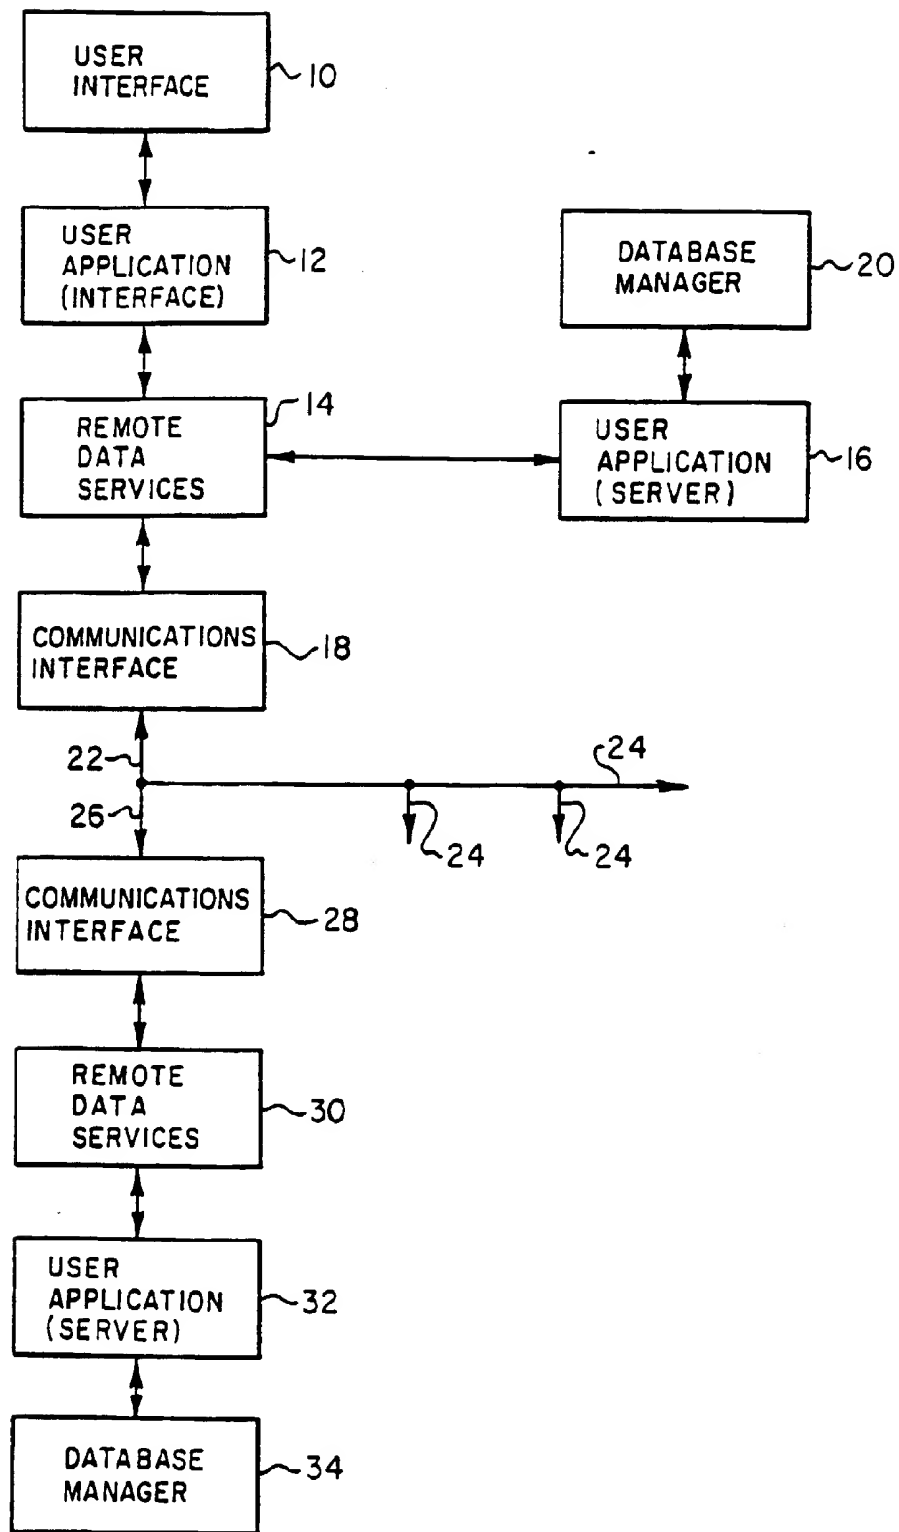 USER
INTERFACE
10
USER
APPLICATION
(INTERFACE)
12
DATABASE
MANAGER
20
REMOTE
DATA
SERVICES
14
USER
APPLICATION
(SERVER)
16
COMMUNICATIONS
INTERFACE
18
22
24
26
24
24
COMMUNICATIONS
INTERFACE
28
REMOTE
DATA
SERVICES
30
USER
APPLICATION
(SERVER)
32
DATABASE
MANAGER
34